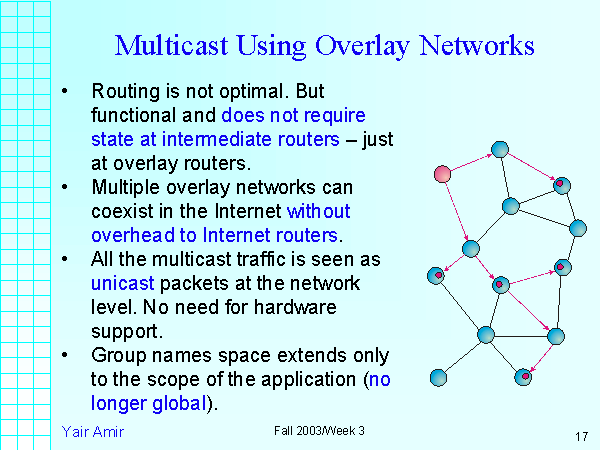 Multicast Using Overlay Networks
• Routing is not optimal. But
functional and does not require
state at intermediate routers – just
at overlay routers.
• Multiple overlay networks can
coexist in the Internet without
overhead to Internet routers.
• All the multicast traffic is seen as
unicast packets at the network
level. No need for hardware
support.
• Group names space extends only
to the scope of the application (no
longer global).
Yair Amir
Fall 2003/Week 3
17